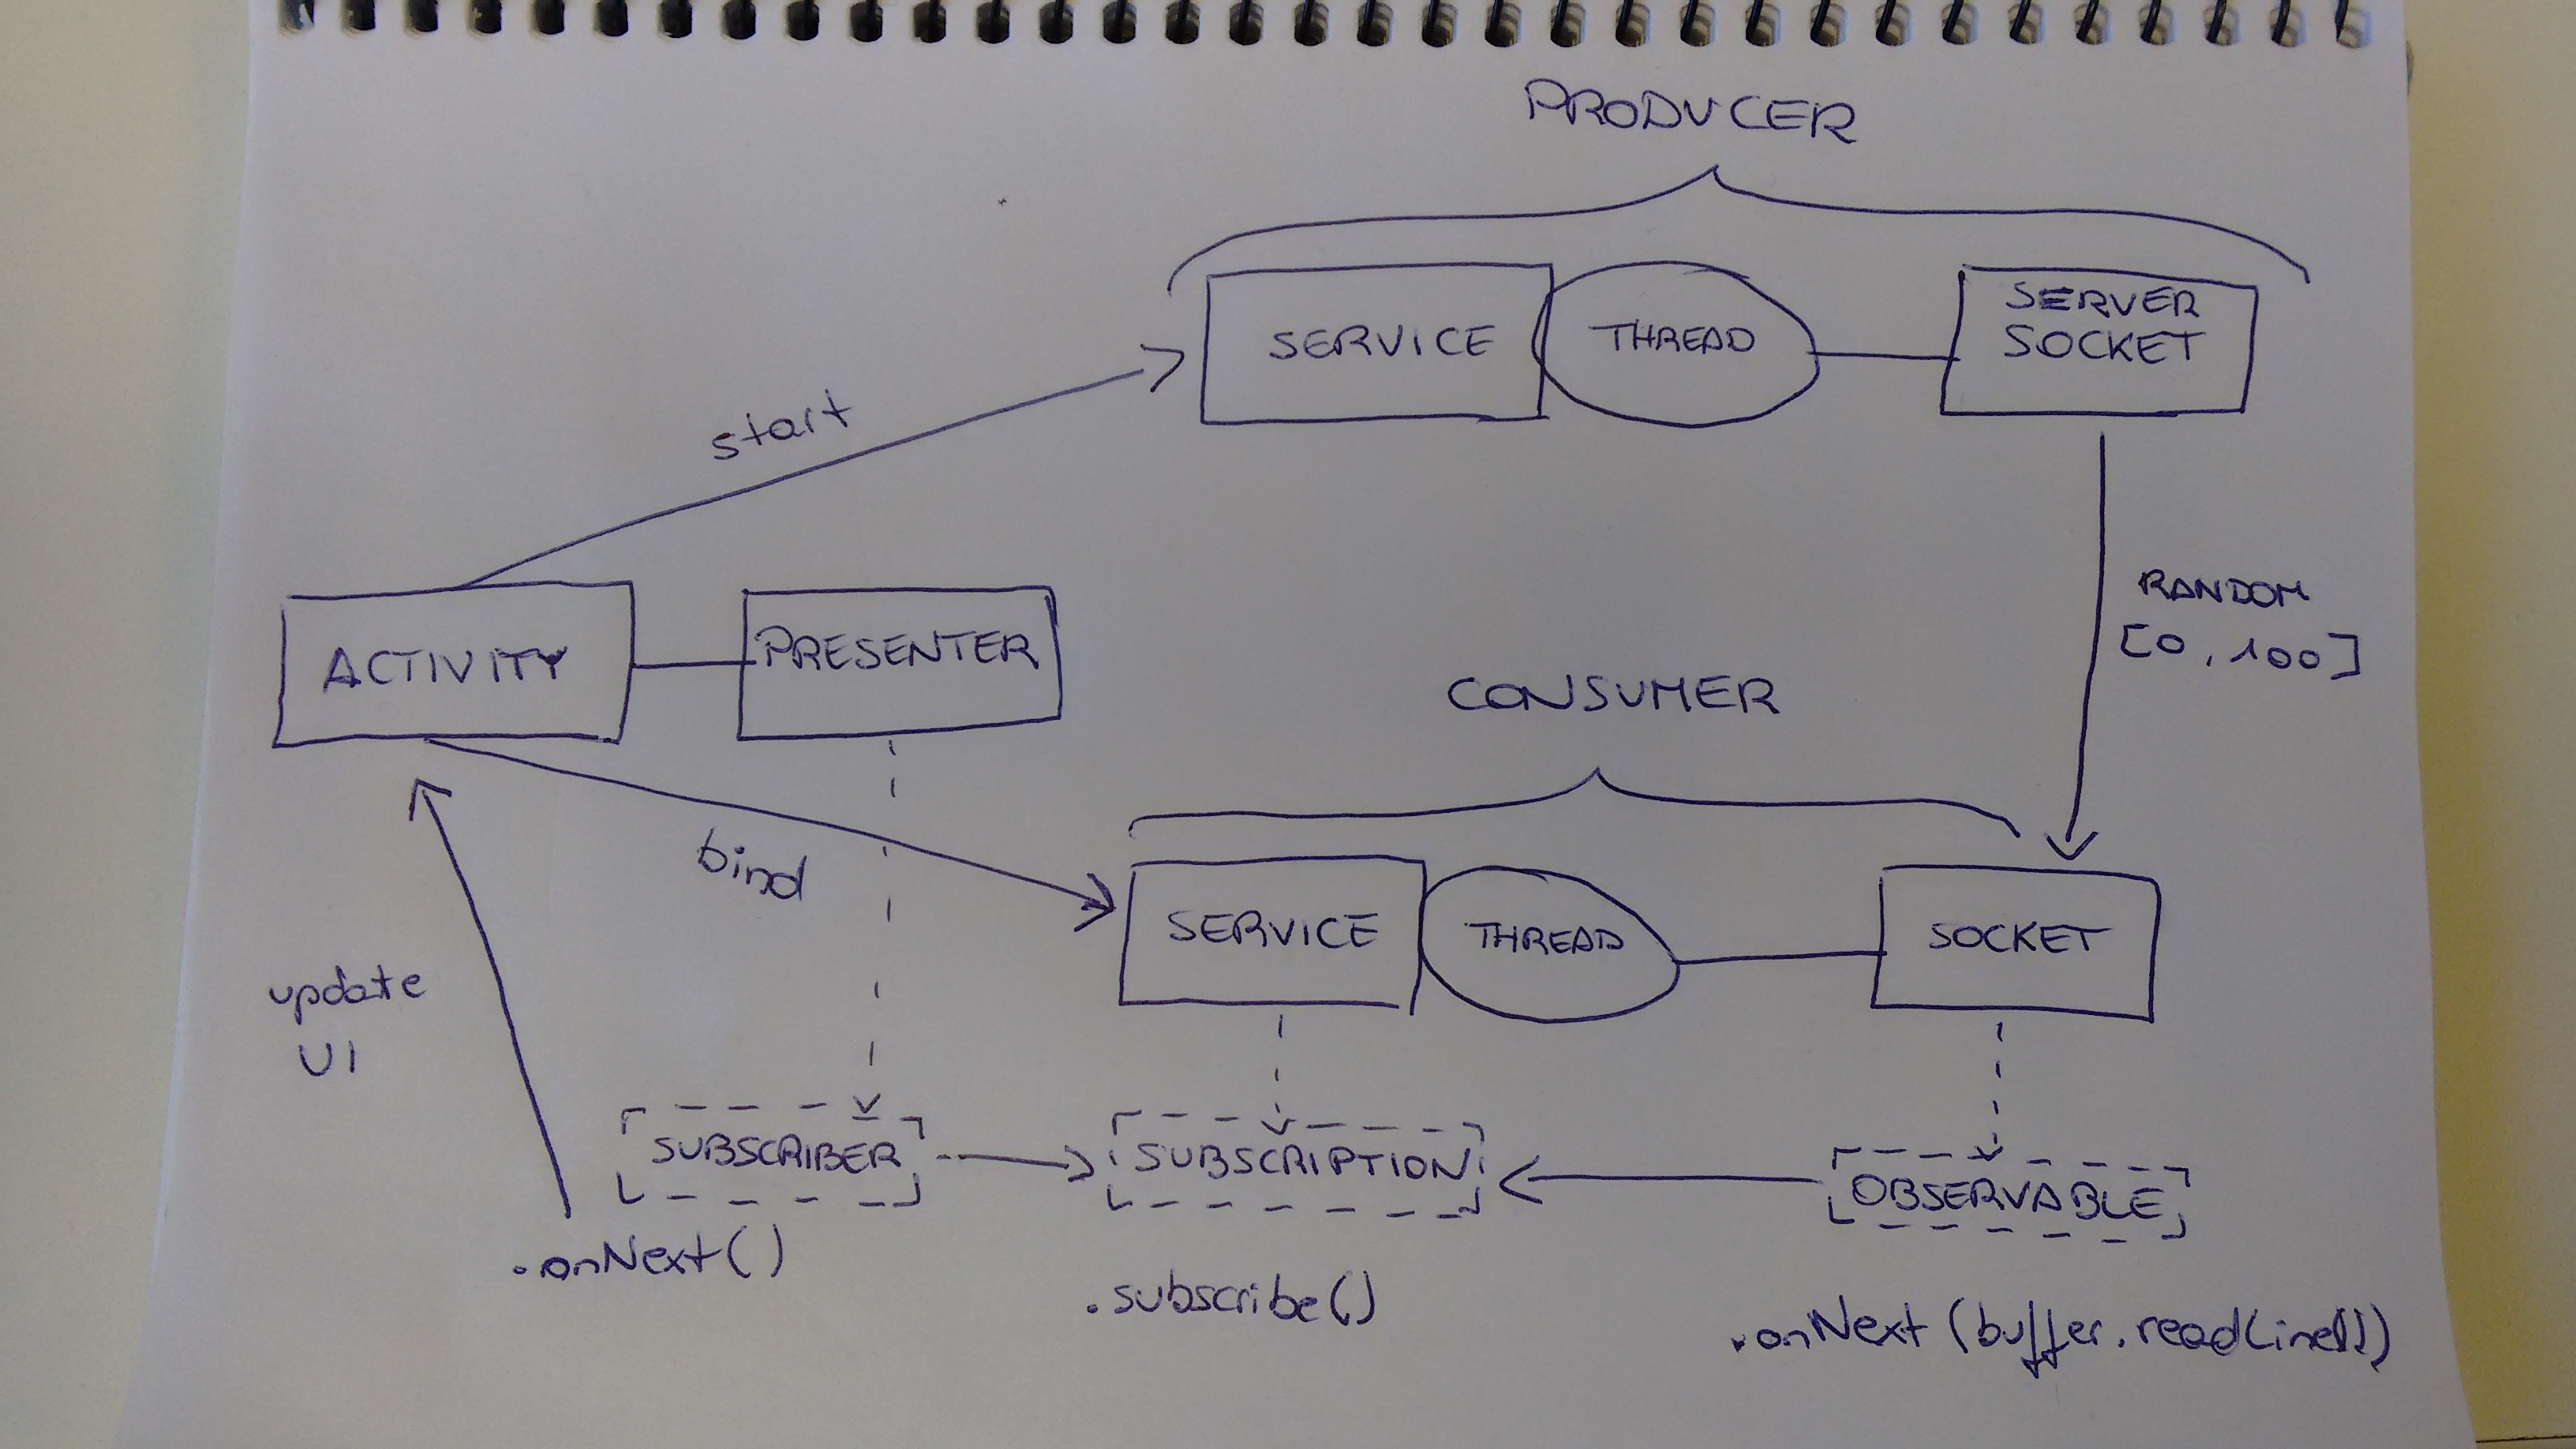 PRODUCER
SERVICE
THREAD
SERVER
SOCKET
start
RANDOM
[0, 100]
ACTIVITY
PRESENTER
CONSUMER
bind
SERVICE
THREAD
SOCKET
update
UI
SUBSCRIBER
SUBSCRIPTION
OBSERVABLE
.onNext()
.subscribe()
.onNext(buffer.readLine())